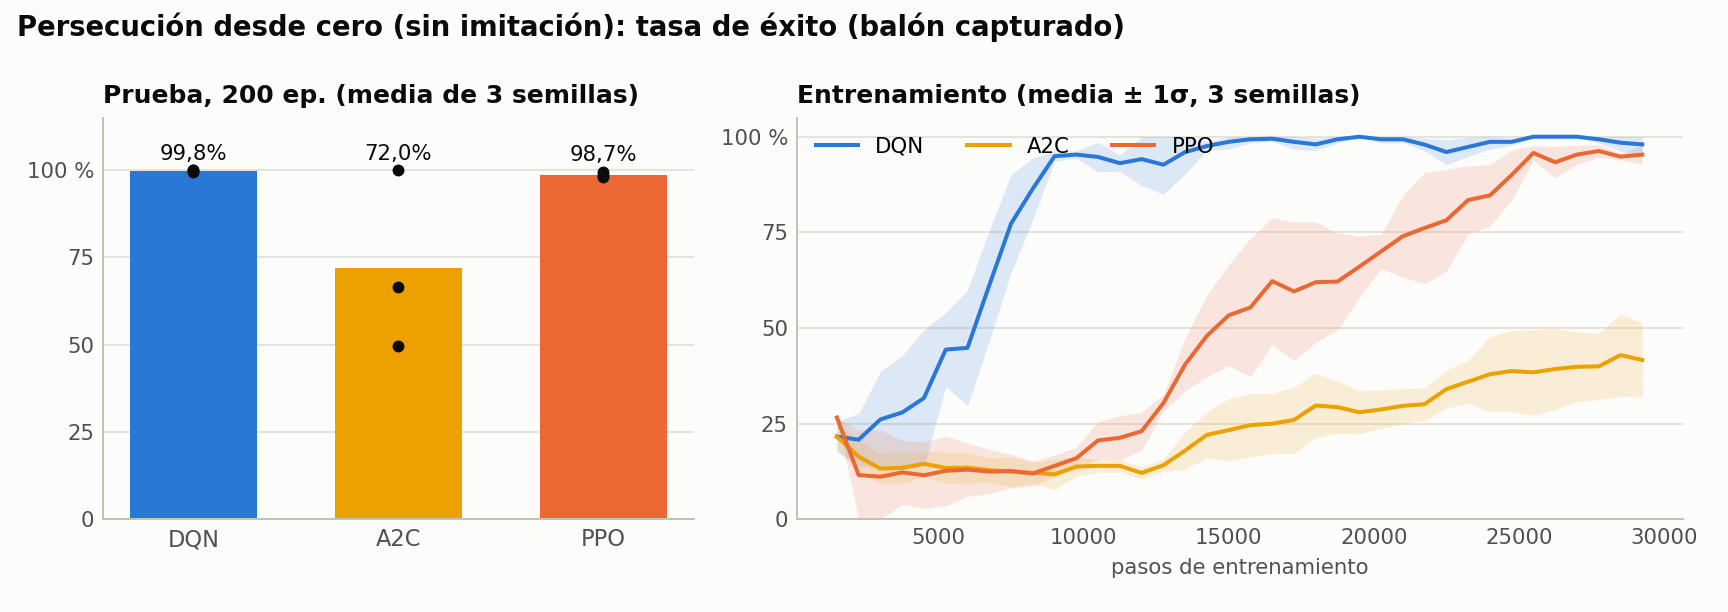 Persecución desde cero (sin imitación): tasa de éxito (balón capturado)
Prueba, 200 ep. (media de 3 semillas)
99,8%
72,0%
98,7%
100 %
75
50
25
0
DQN
A2C
PPO
Entrenamiento (media ± 1σ, 3 semillas)
DQN
A2C
PPO
100 %
75
50
25
0
5000
10000
15000
20000
25000
30000
pasos de entrenamiento